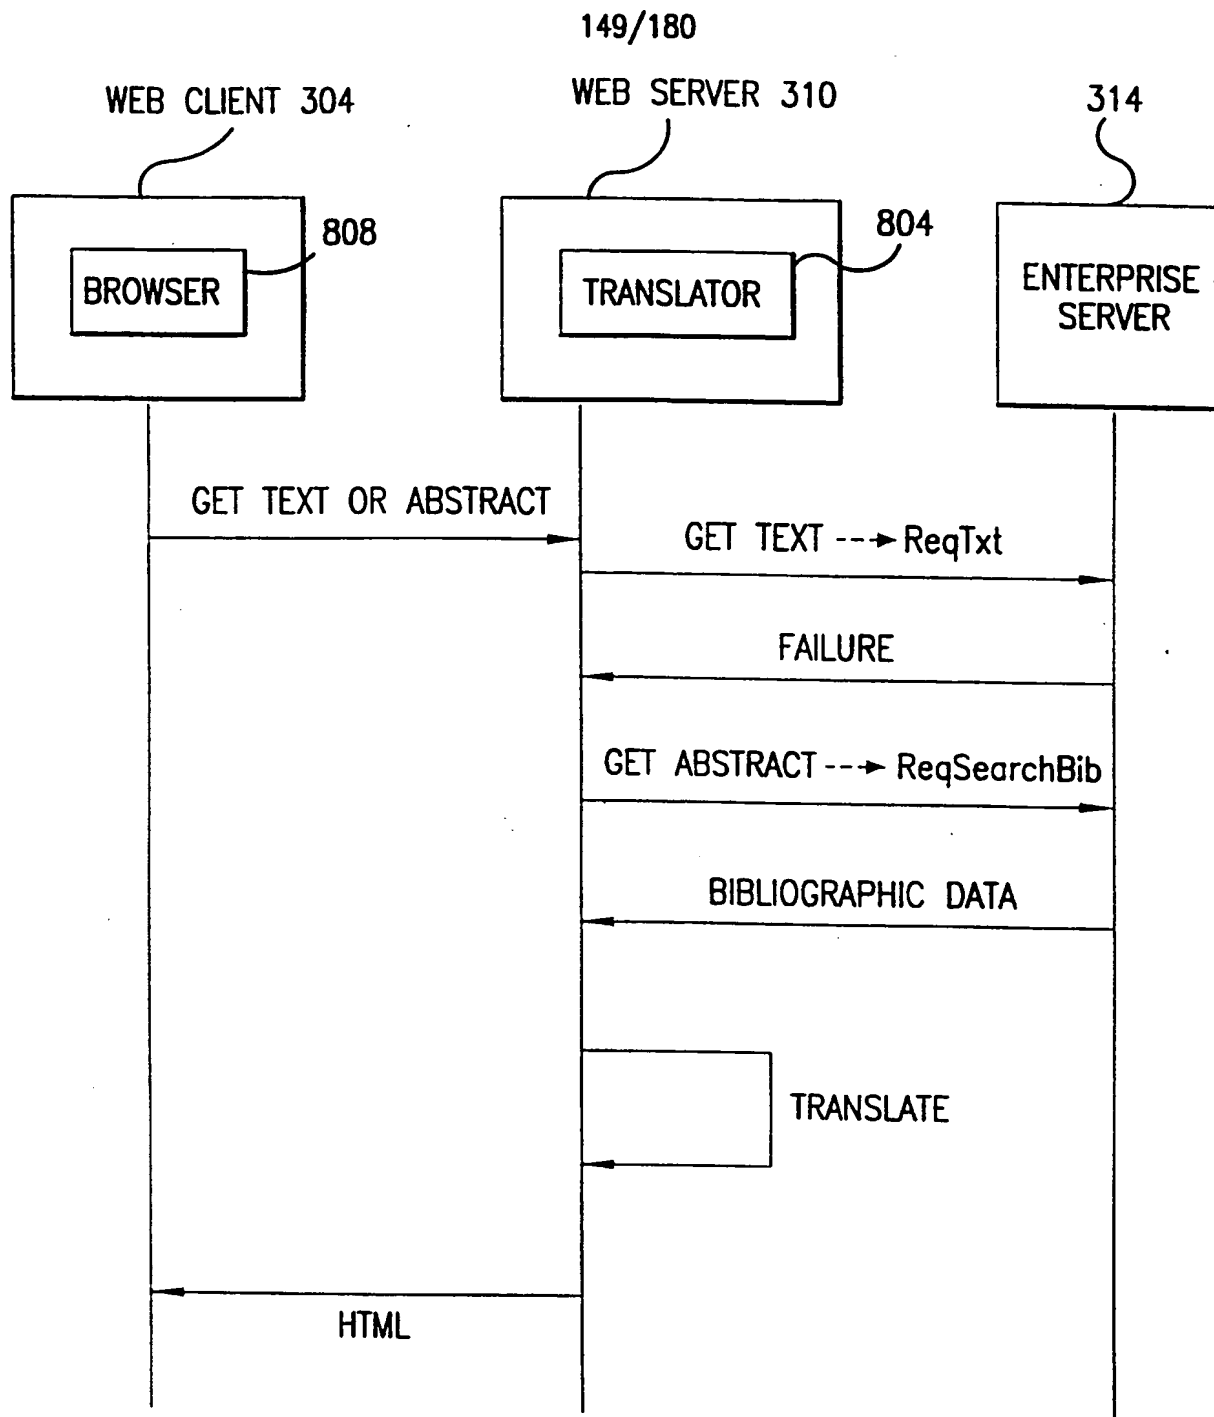 149/180
WEB CLIENT 304
WEB SERVER 310
314
808
804
BROWSER
TRANSLATOR
ENTERPRISE
SERVER
GET TEXT OR ABSTRACT
GET TEXT ---→ ReqTxt
FAILURE
GET ABSTRACT ---→ ReqSearchBib
BIBLIOGRAPHIC DATA
TRANSLATE
HTML